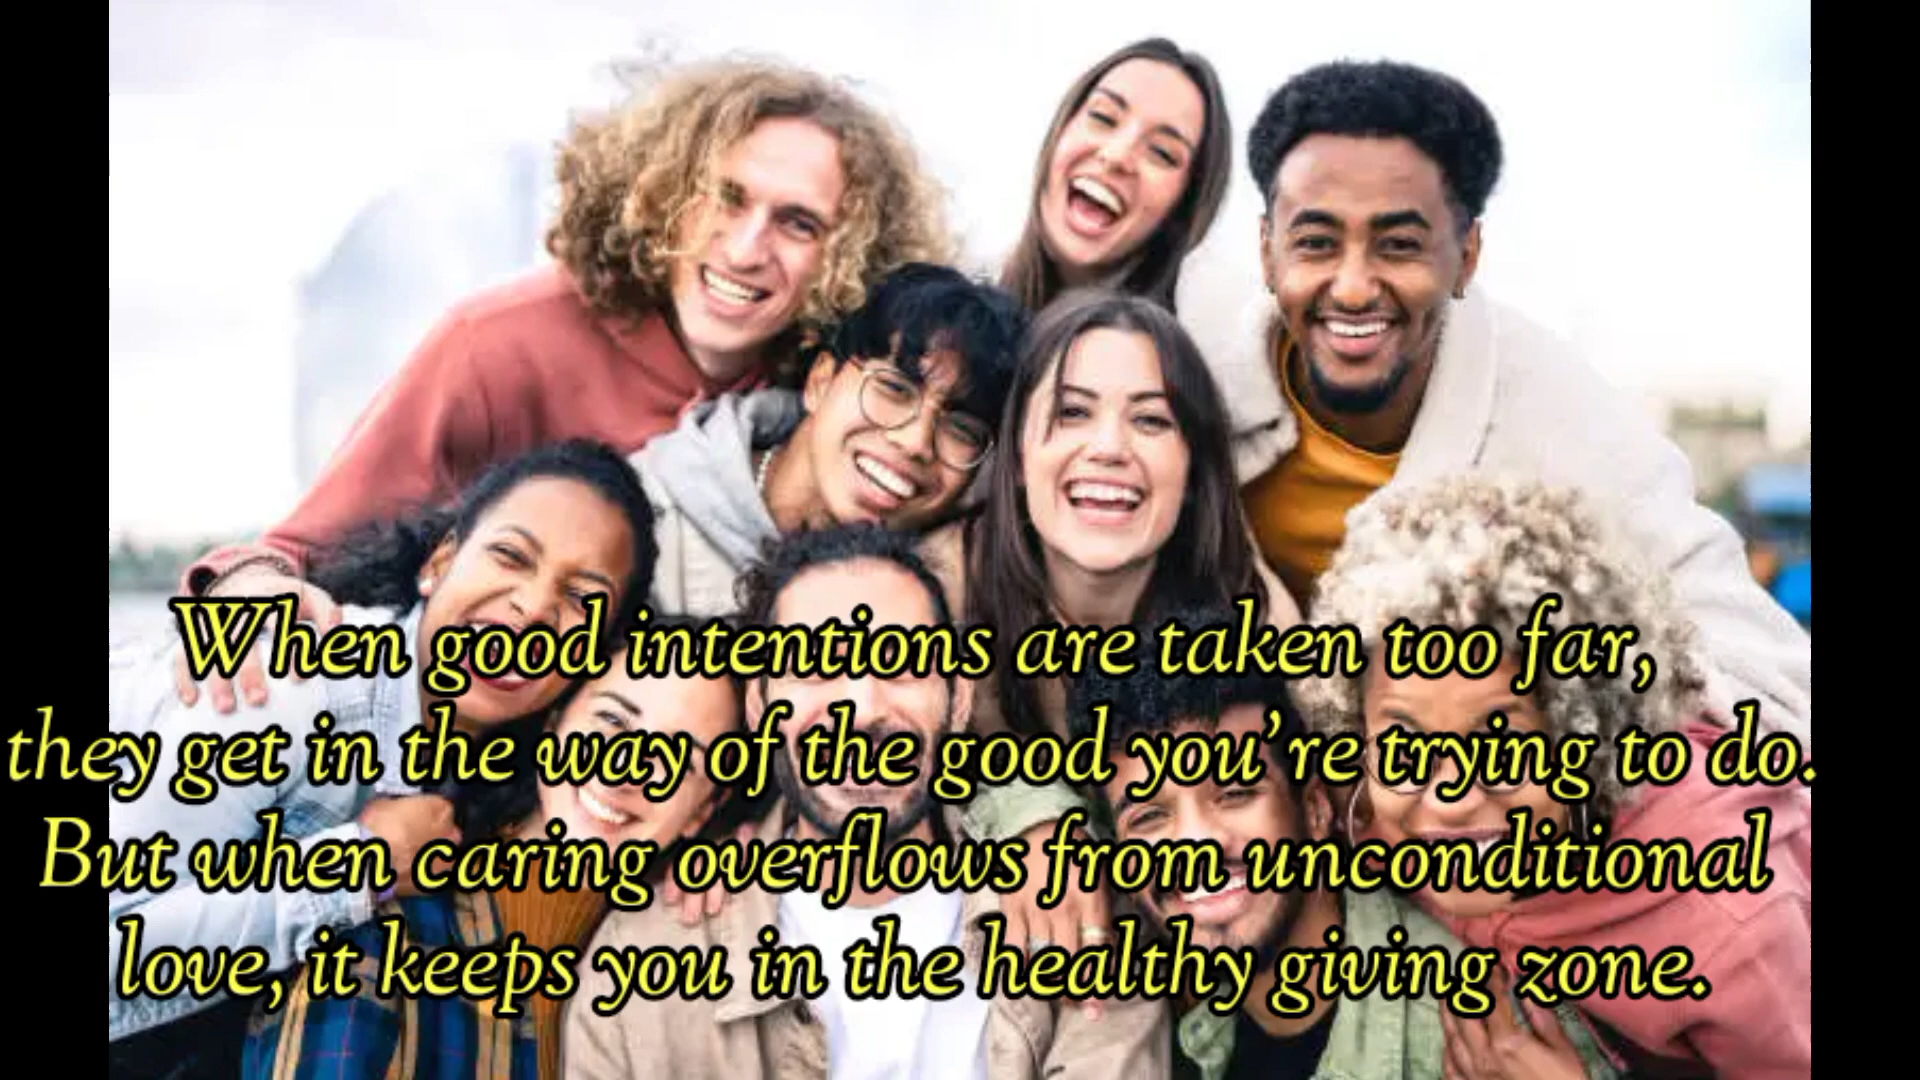 When good intentions are taken too far,
they get in the way of the good you’re trying to do.
But when caring overflows from unconditional
love, it keeps you in the healthy giving zone.